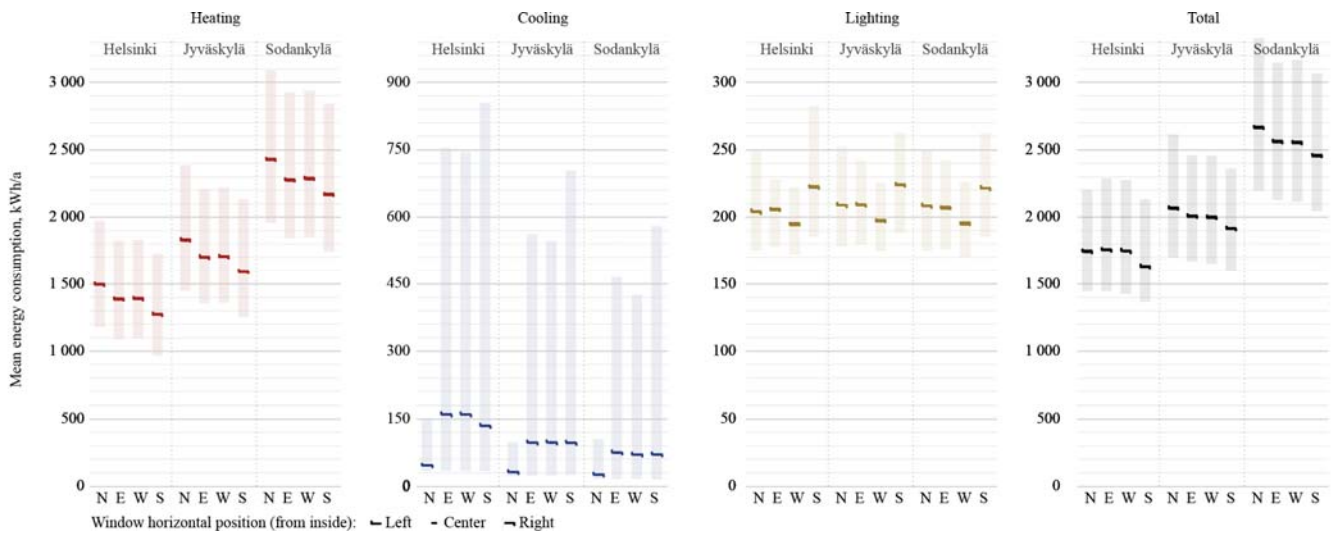 Heating Cooling Lighting Total
Helsinki Jyväskylä Sodankylä Helsinki Jyväskylä Sodankylä Helsinki Jyväskylä Sodankylä Helsinki Jyväskylä Sodankylä
3 000 900 300 3 000
2 500 750 250 2 500
2 000 600 200 2 000
1 500 450 150 1 500
1 000 300 100 1 000
500 150 50 500
0 0 0 0
Mean energy consumption, kWh/a
N E W S N E W S N E W S N E W S N E W S N E W S N E W S N E W S N E W S N E W S N E W S N E W S
Window horizontal position (from inside): Left Center Right